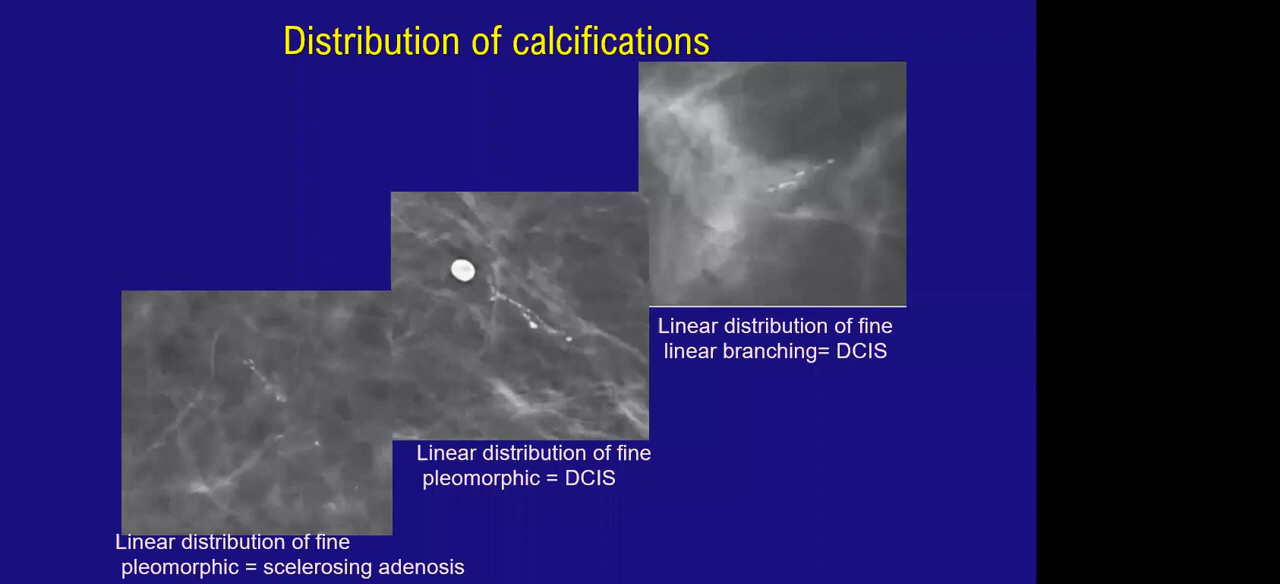 Distribution of calcifications
Linear distribution of fine
linear branching= DCIS
Linear distribution of fine
pleomorphic = DCIS
Linear distribution of fine
pleomorphic = scelerosing adenosis